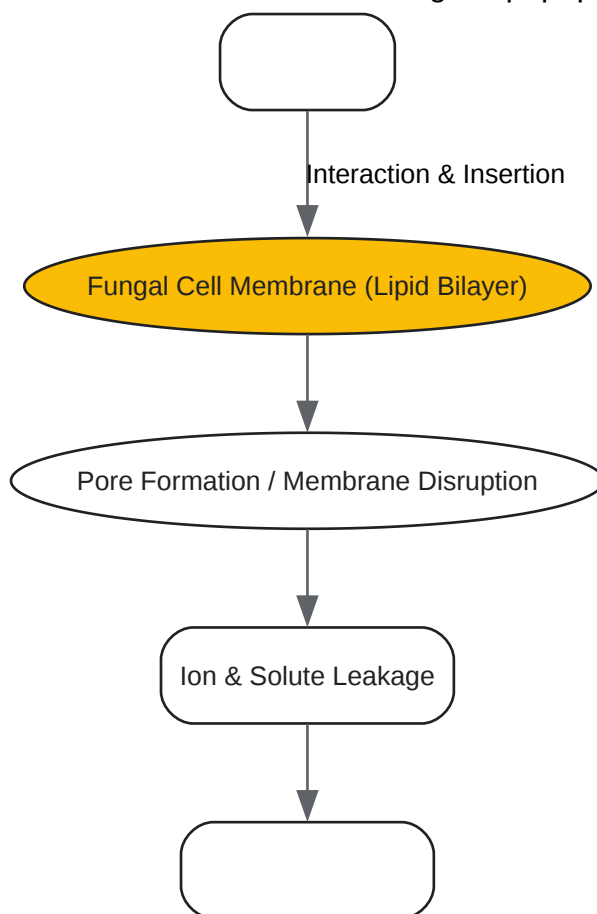 Interaction & Insertion
Fungal Cell Membrane (Lipid Bilayer)
Pore Formation / Membrane Disruption
Ion & Solute Leakage